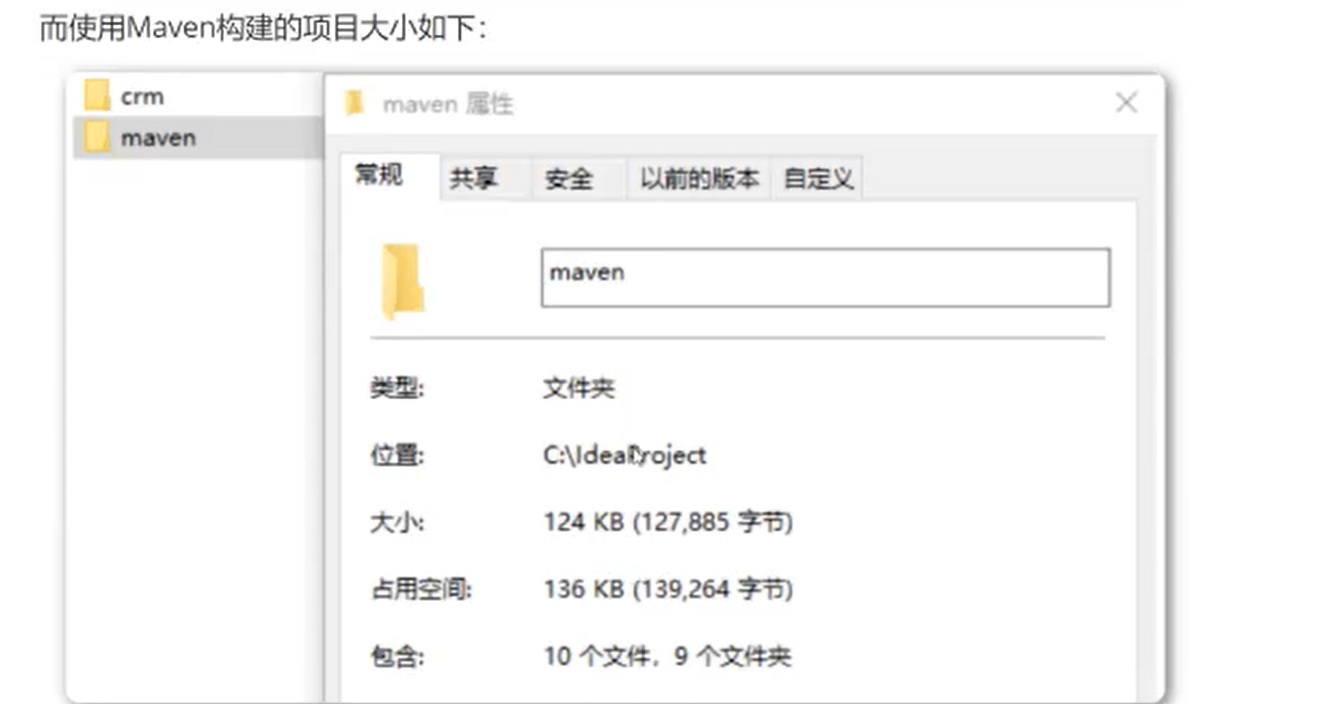 而使用Maven构建的项目大小如下：
crm
maven
maven 属性
常规 共享 安全 以前的版本 自定义
maven
类型: 文件夹
位置: C:\IdeaProject
大小: 124 KB (127,885 字节)
占用空间: 136 KB (139,264 字节)
包含: 10 个文件，9 个文件夹